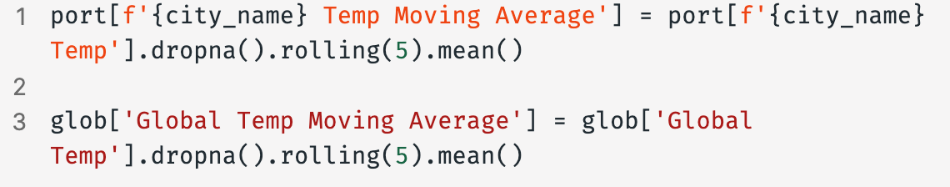 1 port[f'{city_name} Temp Moving Average'] = port[f'{city_name}
Temp'].dropna().rolling(5).mean()
2
3 glob['Global Temp Moving Average'] = glob['Global
Temp'].dropna().rolling(5).mean()